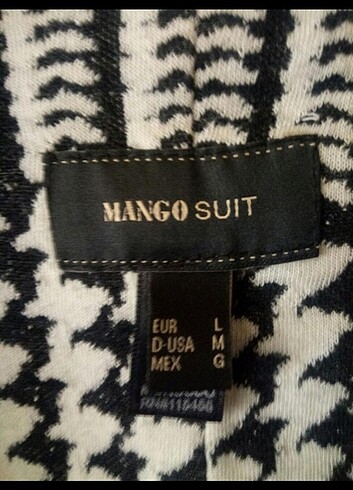 MANGO SUIT
EUR L
D-USA M
MEX G